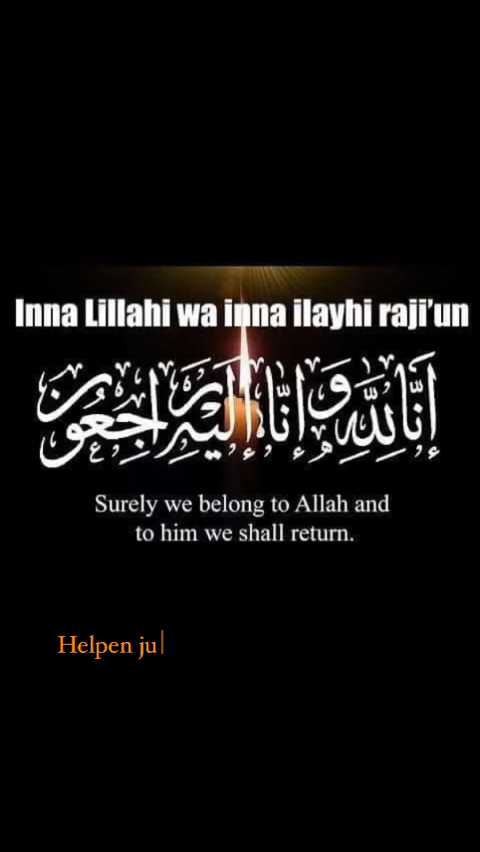 Inna Lillahi wa inna ilayhi raji'un
إِنَّا لِلّهِ وَإِنَّا إِلَيْهِ رَاجِعُونَ
Surely we belong to Allah and
to him we shall return.
Helpen ju